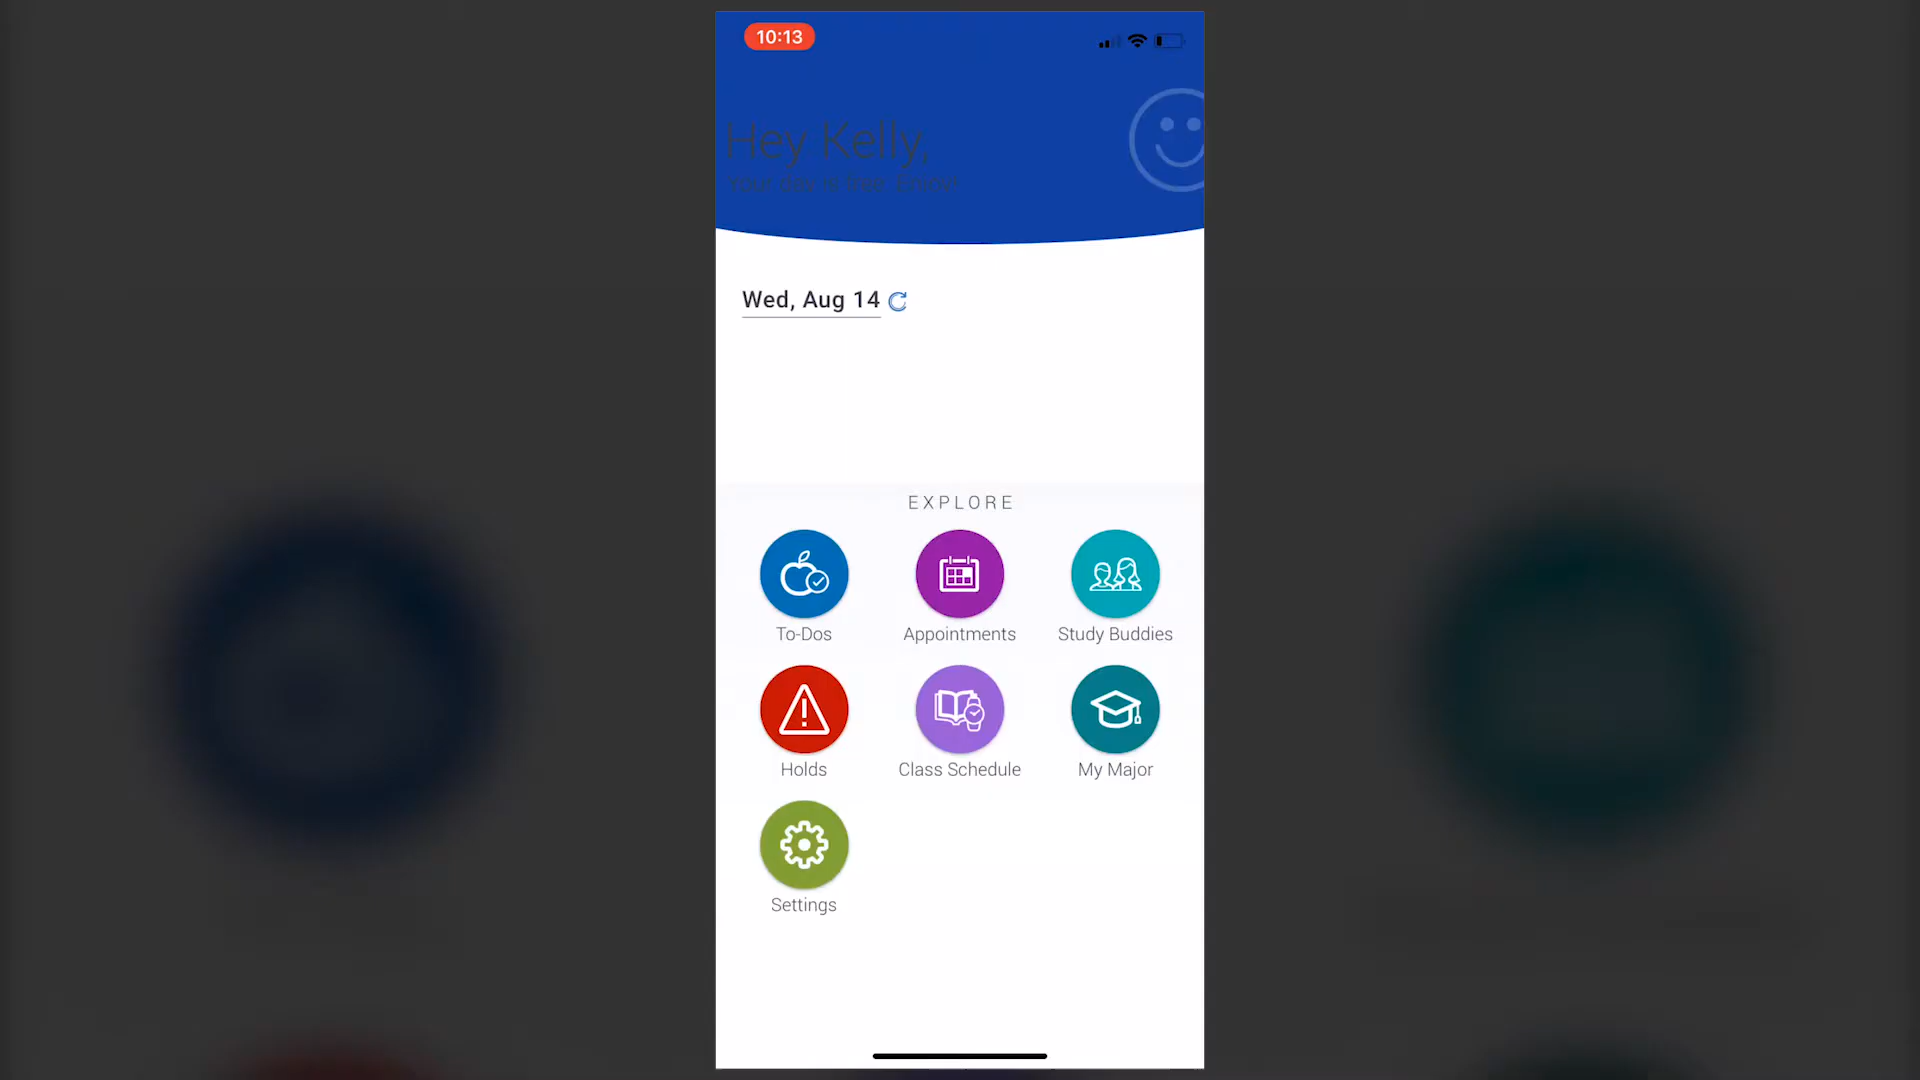 10:13
Hey Kelly,
Your day is free. Enjoy!
Wed, Aug 14
EXPLORE
To-Dos
Appointments
Study Buddies
Holds
Class Schedule
My Major
Settings